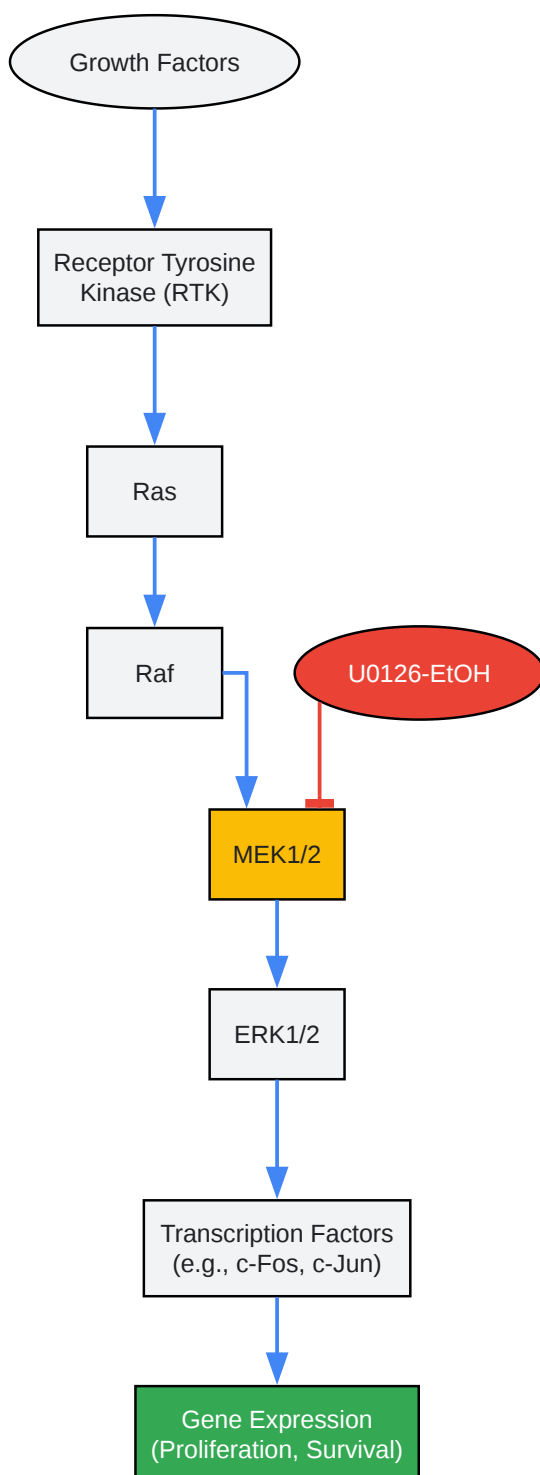 Growth Factors
Receptor Tyrosine
Kinase (RTK)
Ras
Raf
U0126-EtOH
MEK1/2
ERK1/2
Transcription Factors
(e.g., c-Fos, c-Jun)
Gene Expression
(Proliferation, Survival)